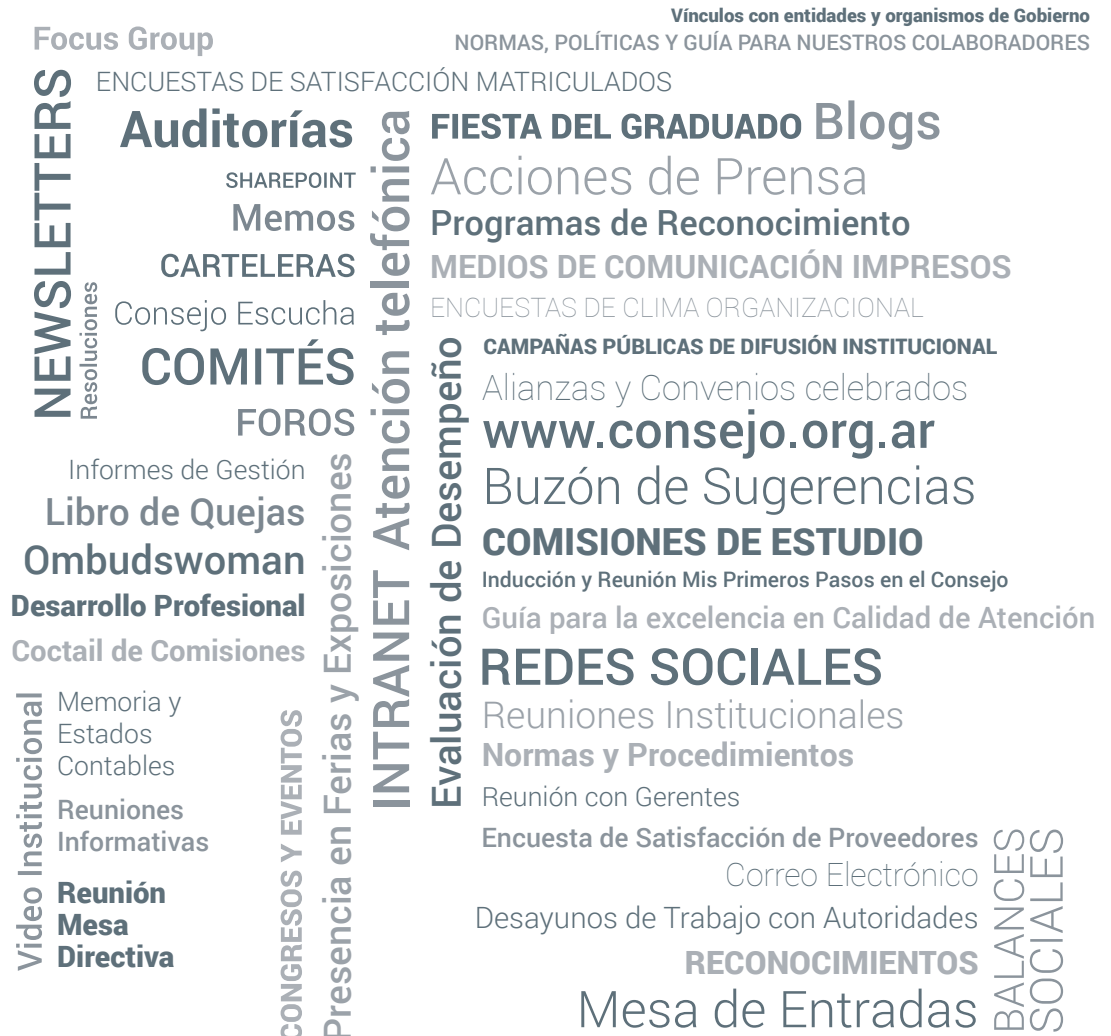 Vínculos con entidades y organismos de Gobierno
Focus Group
NORMAS, POLÍTICAS Y GUÍA PARA NUESTROS COLABORADORES
ENCUESTAS DE SATISFACCIÓN MATRICULADOS
NEWSLETTERS
Resoluciones
Auditorías
SHAREPOINT
Memos
CARTELERAS
Consejo Escucha
COMITÉS
FOROS
INTRANET Atención telefónica
FIESTA DEL GRADUADO Blogs
Acciones de Prensa
Programas de Reconocimiento
MEDIOS DE COMUNICACIÓN IMPRESOS
ENCUESTAS DE CLIMA ORGANIZACIONAL
Evaluación de Desempeño
CAMPAÑAS PÚBLICAS DE DIFUSIÓN INSTITUCIONAL
Alianzas y Convenios celebrados
www.consejo.org.ar
Buzón de Sugerencias
COMISIONES DE ESTUDIO
Inducción y Reunión Mis Primeros Pasos en el Consejo
Guía para la excelencia en Calidad de Atención
REDES SOCIALES
Reuniones Institucionales
Normas y Procedimientos
Reunión con Gerentes
Informes de Gestión
Libro de Quejas
Ombudswoman
Desarrollo Profesional
Coctail de Comisiones
Presencia en Ferias y Exposiciones
CONGRESOS Y EVENTOS
Video Institucional
Memoria y
Estados
Contables
Reuniones
Informativas
Reunión
Mesa
Directiva
Encuesta de Satisfacción de Proveedores
Correo Electrónico
Desayunos de Trabajo con Autoridades
RECONOCIMIENTOS
Mesa de Entradas
BALANCES
SOCIALES